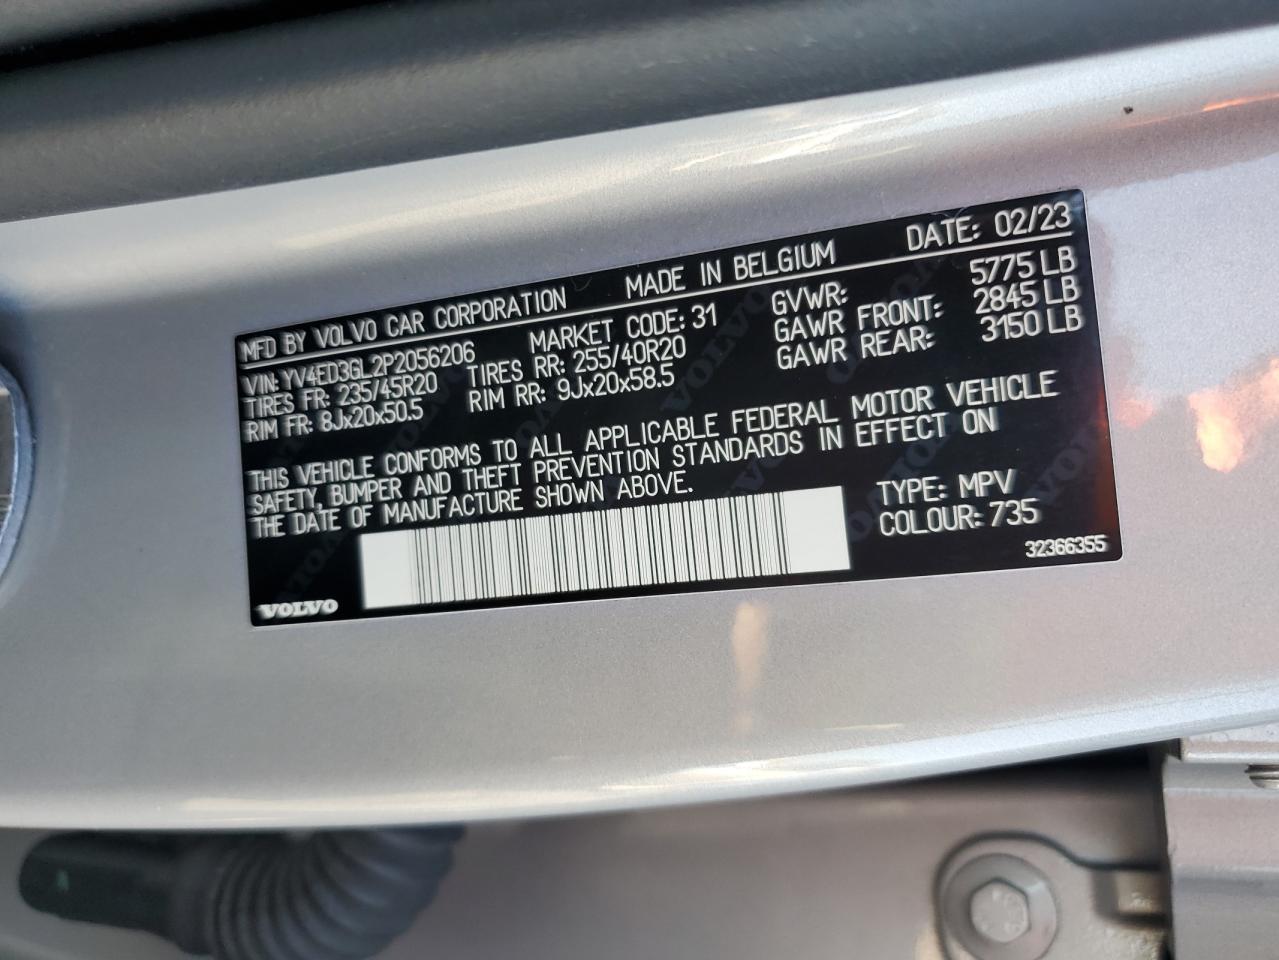 MFD BY VOLVO CAR CORPORATION MADE IN BELGIUM DATE: 02/23
VIN: YV4ED3GL2P2056206 MARKET CODE: 31 GVWR: 5775 LB
TIRES FR: 235/45R20 TIRES RR: 255/40R20 GAWR FRONT: 2845 LB
RIM FR: 8Jx20x50.5 RIM RR: 9Jx20x58.5 GAWR REAR: 3150 LB
THIS VEHICLE CONFORMS TO ALL APPLICABLE FEDERAL MOTOR VEHICLE
SAFETY, BUMPER AND THEFT PREVENTION STANDARDS IN EFFECT ON
THE DATE OF MANUFACTURE SHOWN ABOVE.
TYPE: MPV
COLOUR: 735
32366355
VOLVO